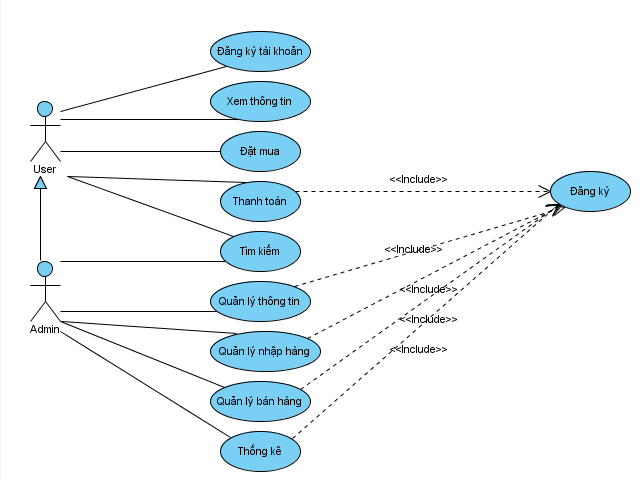 Đăng ký tài khoản
Xem thông tin
Đặt mua
User
Thanh toán
<<Include>>
Đăng ký
Tìm kiếm
<<Include>>
Quản lý thông tin
<<Include>>
Admin
<<Include>>
Quản lý nhập hàng
<<Include>>
Quản lý bán hàng
Thống kê